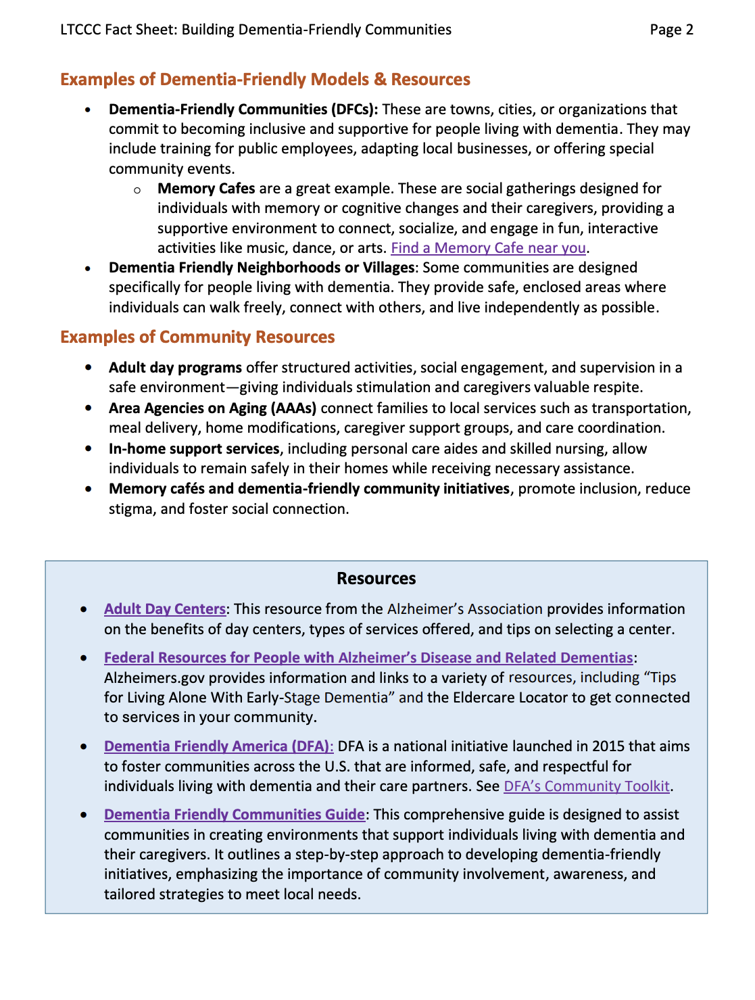 LTCCC Fact Sheet: Building Dementia-Friendly Communities Page 2
Examples of Dementia-Friendly Models & Resources
• Dementia-Friendly Communities (DFCs): These are towns, cities, or organizations that
commit to becoming inclusive and supportive for people living with dementia. They may
include training for public employees, adapting local businesses, or offering special
community events.
o Memory Cafes are a great example. These are social gatherings designed for
individuals with memory or cognitive changes and their caregivers, providing a
supportive environment to connect, socialize, and engage in fun, interactive
activities like music, dance, or arts. Find a Memory Cafe near you.
• Dementia Friendly Neighborhoods or Villages: Some communities are designed
specifically for people living with dementia. They provide safe, enclosed areas where
individuals can walk freely, connect with others, and live independently as possible.
Examples of Community Resources
• Adult day programs offer structured activities, social engagement, and supervision in a
safe environment—giving individuals stimulation and caregivers valuable respite.
• Area Agencies on Aging (AAAs) connect families to local services such as transportation,
meal delivery, home modifications, caregiver support groups, and care coordination.
• In-home support services, including personal care aides and skilled nursing, allow
individuals to remain safely in their homes while receiving necessary assistance.
• Memory cafés and dementia-friendly community initiatives, promote inclusion, reduce
stigma, and foster social connection.
Resources
• Adult Day Centers: This resource from the Alzheimer’s Association provides information
on the benefits of day centers, types of services offered, and tips on selecting a center.
• Federal Resources for People with Alzheimer’s Disease and Related Dementias:
Alzheimers.gov provides information and links to a variety of resources, including “Tips
for Living Alone With Early-Stage Dementia” and the Eldercare Locator to get connected
to services in your community.
• Dementia Friendly America (DFA): DFA is a national initiative launched in 2015 that aims
to foster communities across the U.S. that are informed, safe, and respectful for
individuals living with dementia and their care partners. See DFA’s Community Toolkit.
• Dementia Friendly Communities Guide: This comprehensive guide is designed to assist
communities in creating environments that support individuals living with dementia and
their caregivers. It outlines a step-by-step approach to developing dementia-friendly
initiatives, emphasizing the importance of community involvement, awareness, and
tailored strategies to meet local needs.